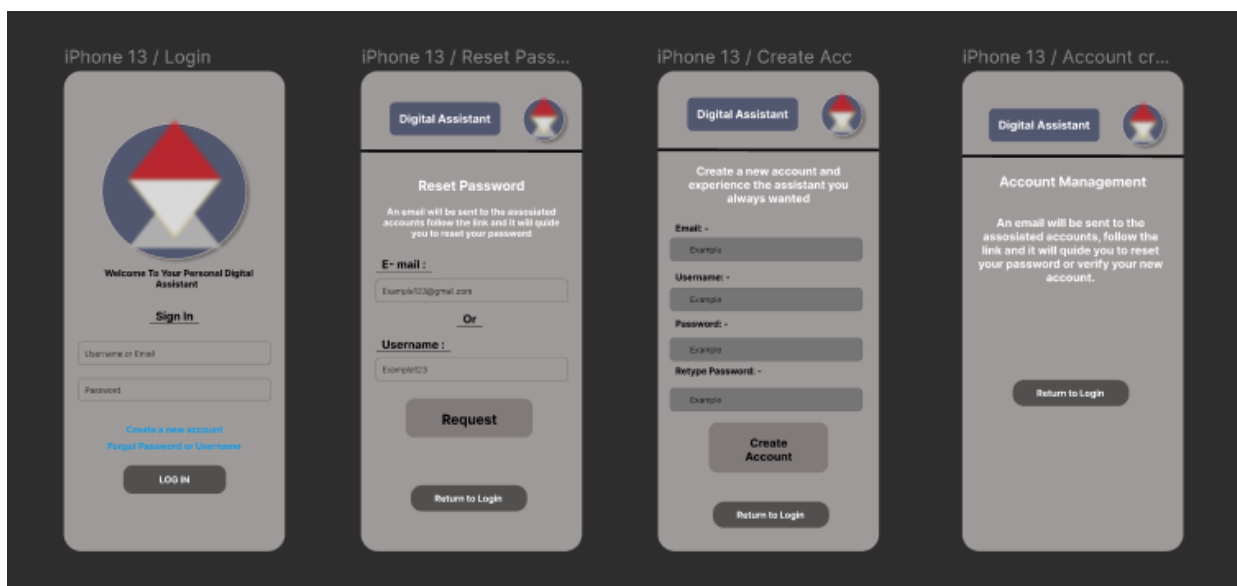 iPhone 13 / Login
Welcome To Your Personal Digital
Assistant
Sign In
Username or Email
Password
Create a new account
Forgot Password or Username
LOG IN
iPhone 13 / Reset Pass...
Digital Assistant
Reset Password
An email will be sent to the assosiated
accounts follow the link and it will quide
you to reset your password
E- mail :
Example123@gmail.com
Or
Username :
Example123
Request
Return to Login
iPhone 13 / Create Acc
Digital Assistant
Create a new account and
experience the assistant you
always wanted
Email: -
Example
Username: -
Example
Password: -
Example
Retype Password: -
Example
Create
Account
Return to Login
iPhone 13 / Account cr...
Digital Assistant
Account Management
An email will be sent to the
assosiated accounts, follow the
link and it will quide you to reset
your password or verify your new
account.
Return to Login